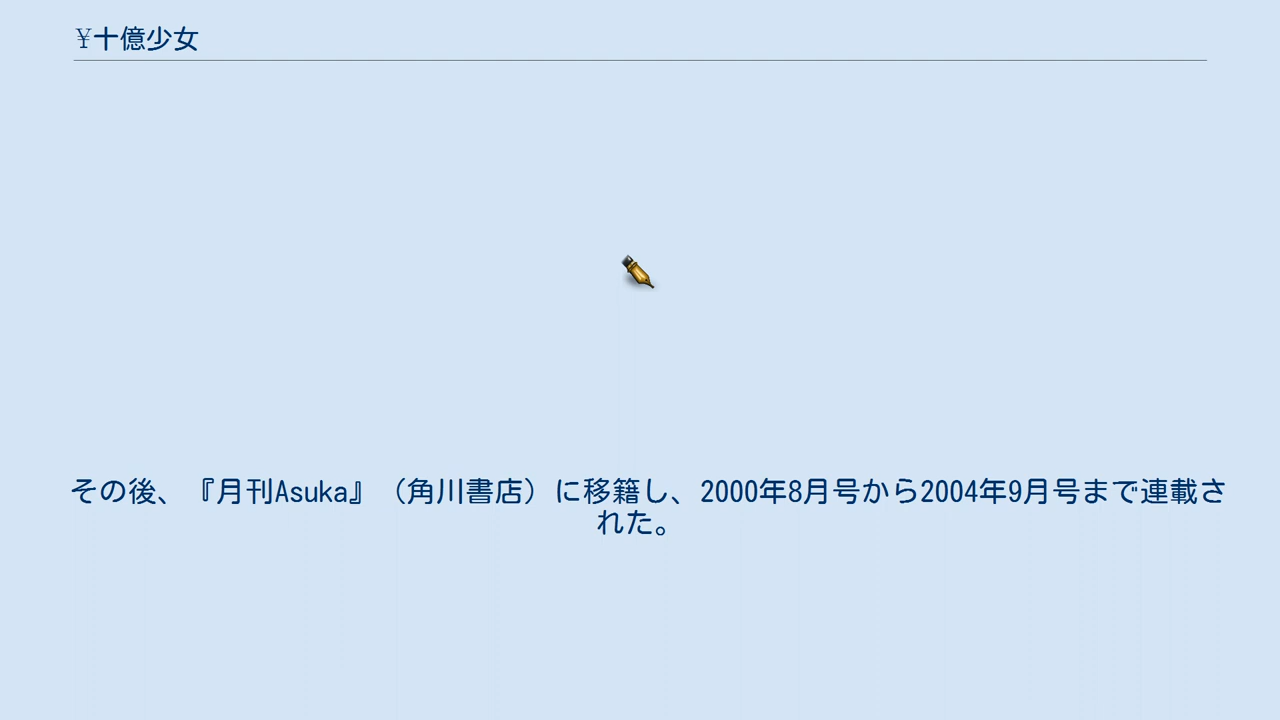 ¥十億少女
その後、『月刊Asuka』（角川書店）に移籍し、2000年8月号から2004年9月号まで連載さ
れた。